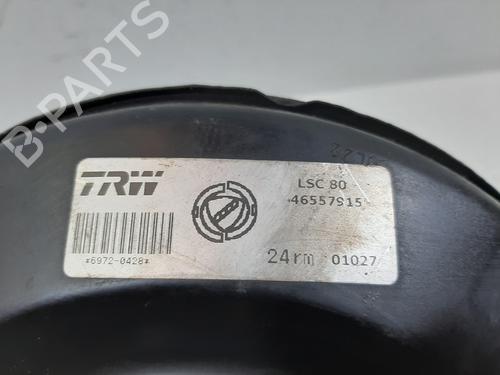 B-PARTS
TRW
LSC 80
46557915
*6972-0428*
24rm 01027